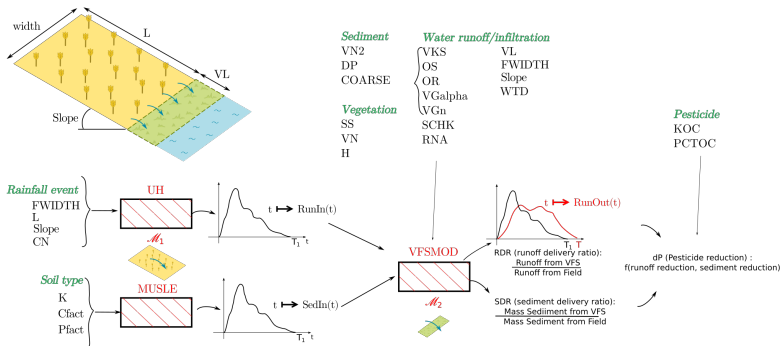 width
L
VL
Slope
Sediment
VN2
DP
COARSE
Vegetation
SS
VN
H
Water runoff/infiltration
VKS
OS
OR
VGalpha
VGn
SCHK
RNA
VL
FWIDTH
Slope
WTD
Pesticide
KOC
PCTOC
Rainfall event
FWIDTH
L
Slope
CN
UH
ℳ1
T1 t
t ↦ RunIn(t)
Soil type
K
Cfact
Pfact
MUSLE
T1 t
t ↦ SedIn(t)
VFSMOD
ℳ2
t ↦ RunOut(t)
T1 T
RDR (runoff delivery ratio):
Runoff from VFS
Runoff from Field
SDR (sediment delivery ratio):
Mass Sediiment from VFS
Mass Sediment from Field
dP (Pesticide reduction) :
f(runoff reduction, sediment reduction)